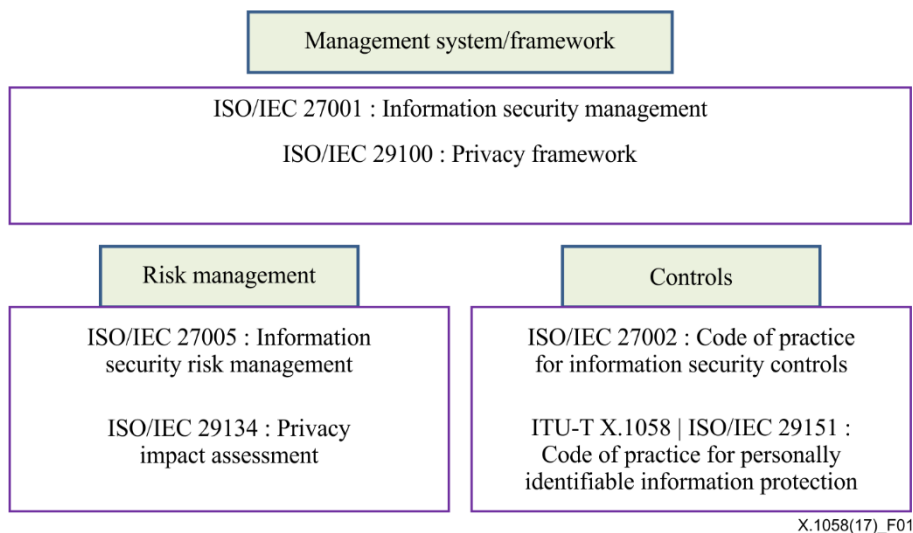 Management system/framework
ISO/IEC 27001 : Information security management
ISO/IEC 29100 : Privacy framework
Risk management
ISO/IEC 27005 : Information
security risk management
ISO/IEC 29134 : Privacy
impact assessment
Controls
ISO/IEC 27002 : Code of practice
for information security controls
ITU-T X.1058 | ISO/IEC 29151 :
Code of practice for personally
identifiable information protection
X.1058(17)_F01